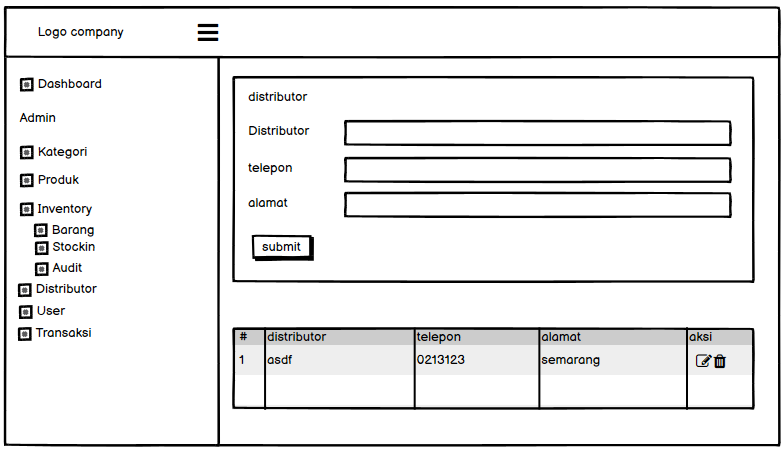 Logo company
Dashboard
Admin
Kategori
Produk
Inventory
Barang
Stockin
Audit
Distributor
User
Transaksi
distributor
Distributor
telepon
alamat
submit
# distributor telepon alamat aksi
1 asdf 0213123 semarang